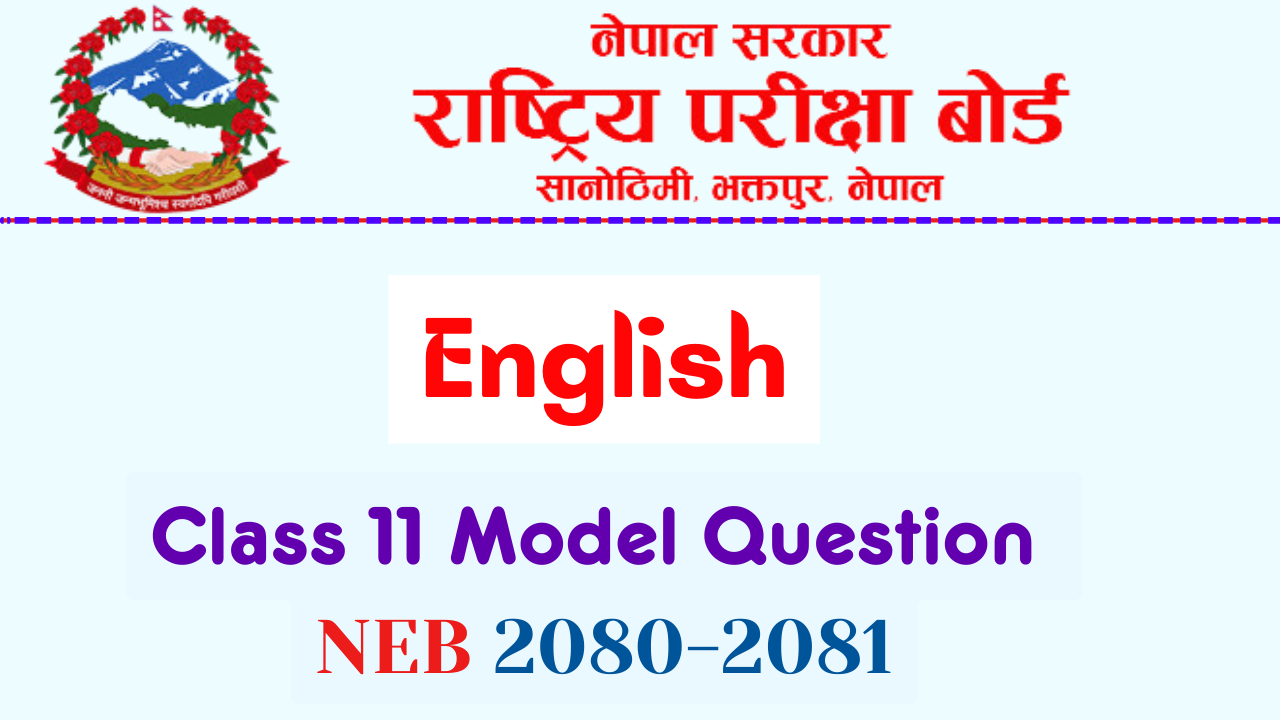 नेपाल सरकार
राष्ट्रिय परीक्षा बोर्ड
सानोठिमी, भक्तपुर, नेपाल
जननी जन्मभूमिश्च स्वर्गादपि गरीयसी
English
Class 11 Model Question
NEB 2080-2081